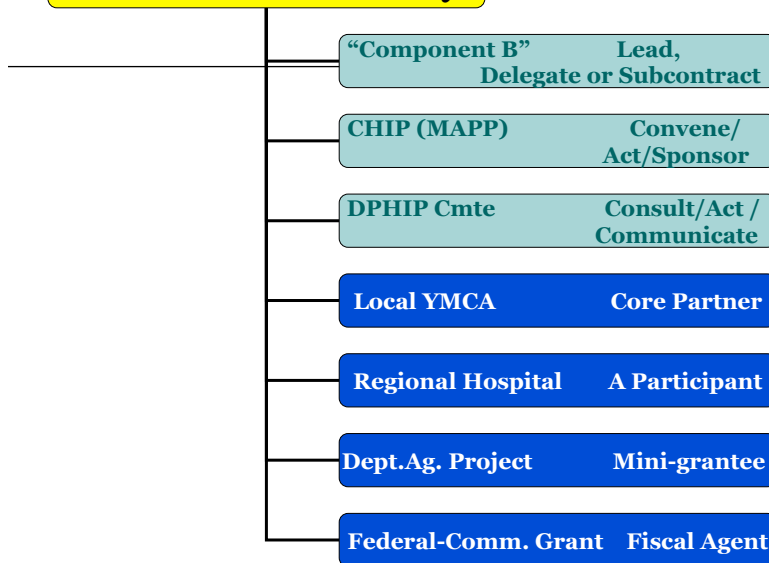 “Component B” Lead,
Delegate or Subcontract
CHIP (MAPP) Convene/
Act/Sponsor
DPHIP Cmte Consult/Act /
Communicate
Local YMCA Core Partner
Regional Hospital A Participant
Dept.Ag. Project Mini-grantee
Federal-Comm. Grant Fiscal Agent